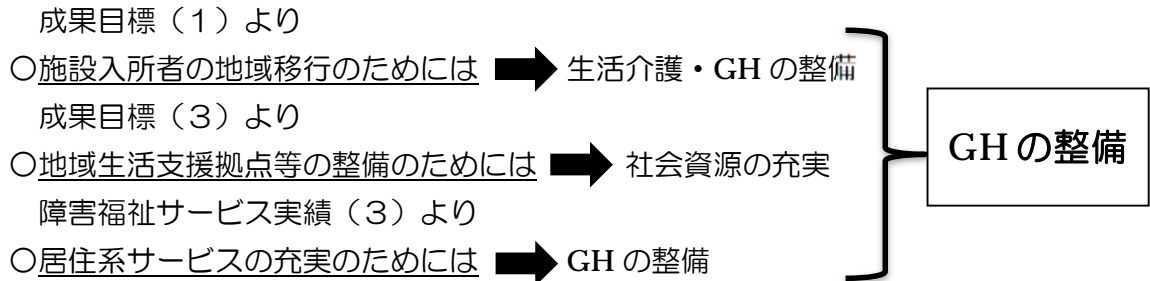 成果目標（１）より
〇施設入所者の地域移行のためには 生活介護・GHの整備
成果目標（３）より
〇地域生活支援拠点等の整備のためには 社会資源の充実
障害福祉サービス実績（３）より
〇居住系サービスの充実のためには GHの整備
GHの整備